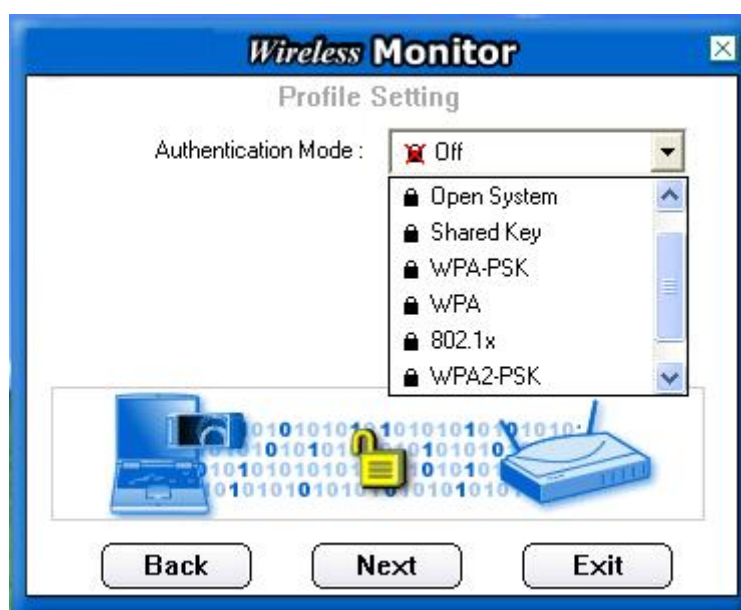 Wireless Monitor
Profile Setting
Authentication Mode : Off
Open System
Shared Key
WPA-PSK
WPA
802.1x
WPA2-PSK
Back Next Exit